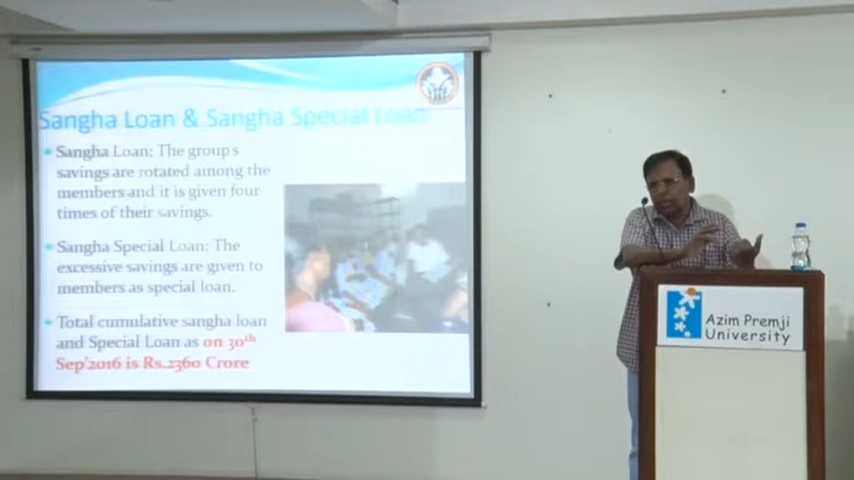 Sangha Loan & Sangha Special Loan
Sangha Loan: The group's
savings are rotated among the
members and it is given four
times of their savings.
Sangha Special Loan: The
excessive savings are given to
members as special loan.
Total cumulative sangha loan
and Special Loan as on 30th
Sep'2016 is Rs.2360 Crore
Azim Premji
University